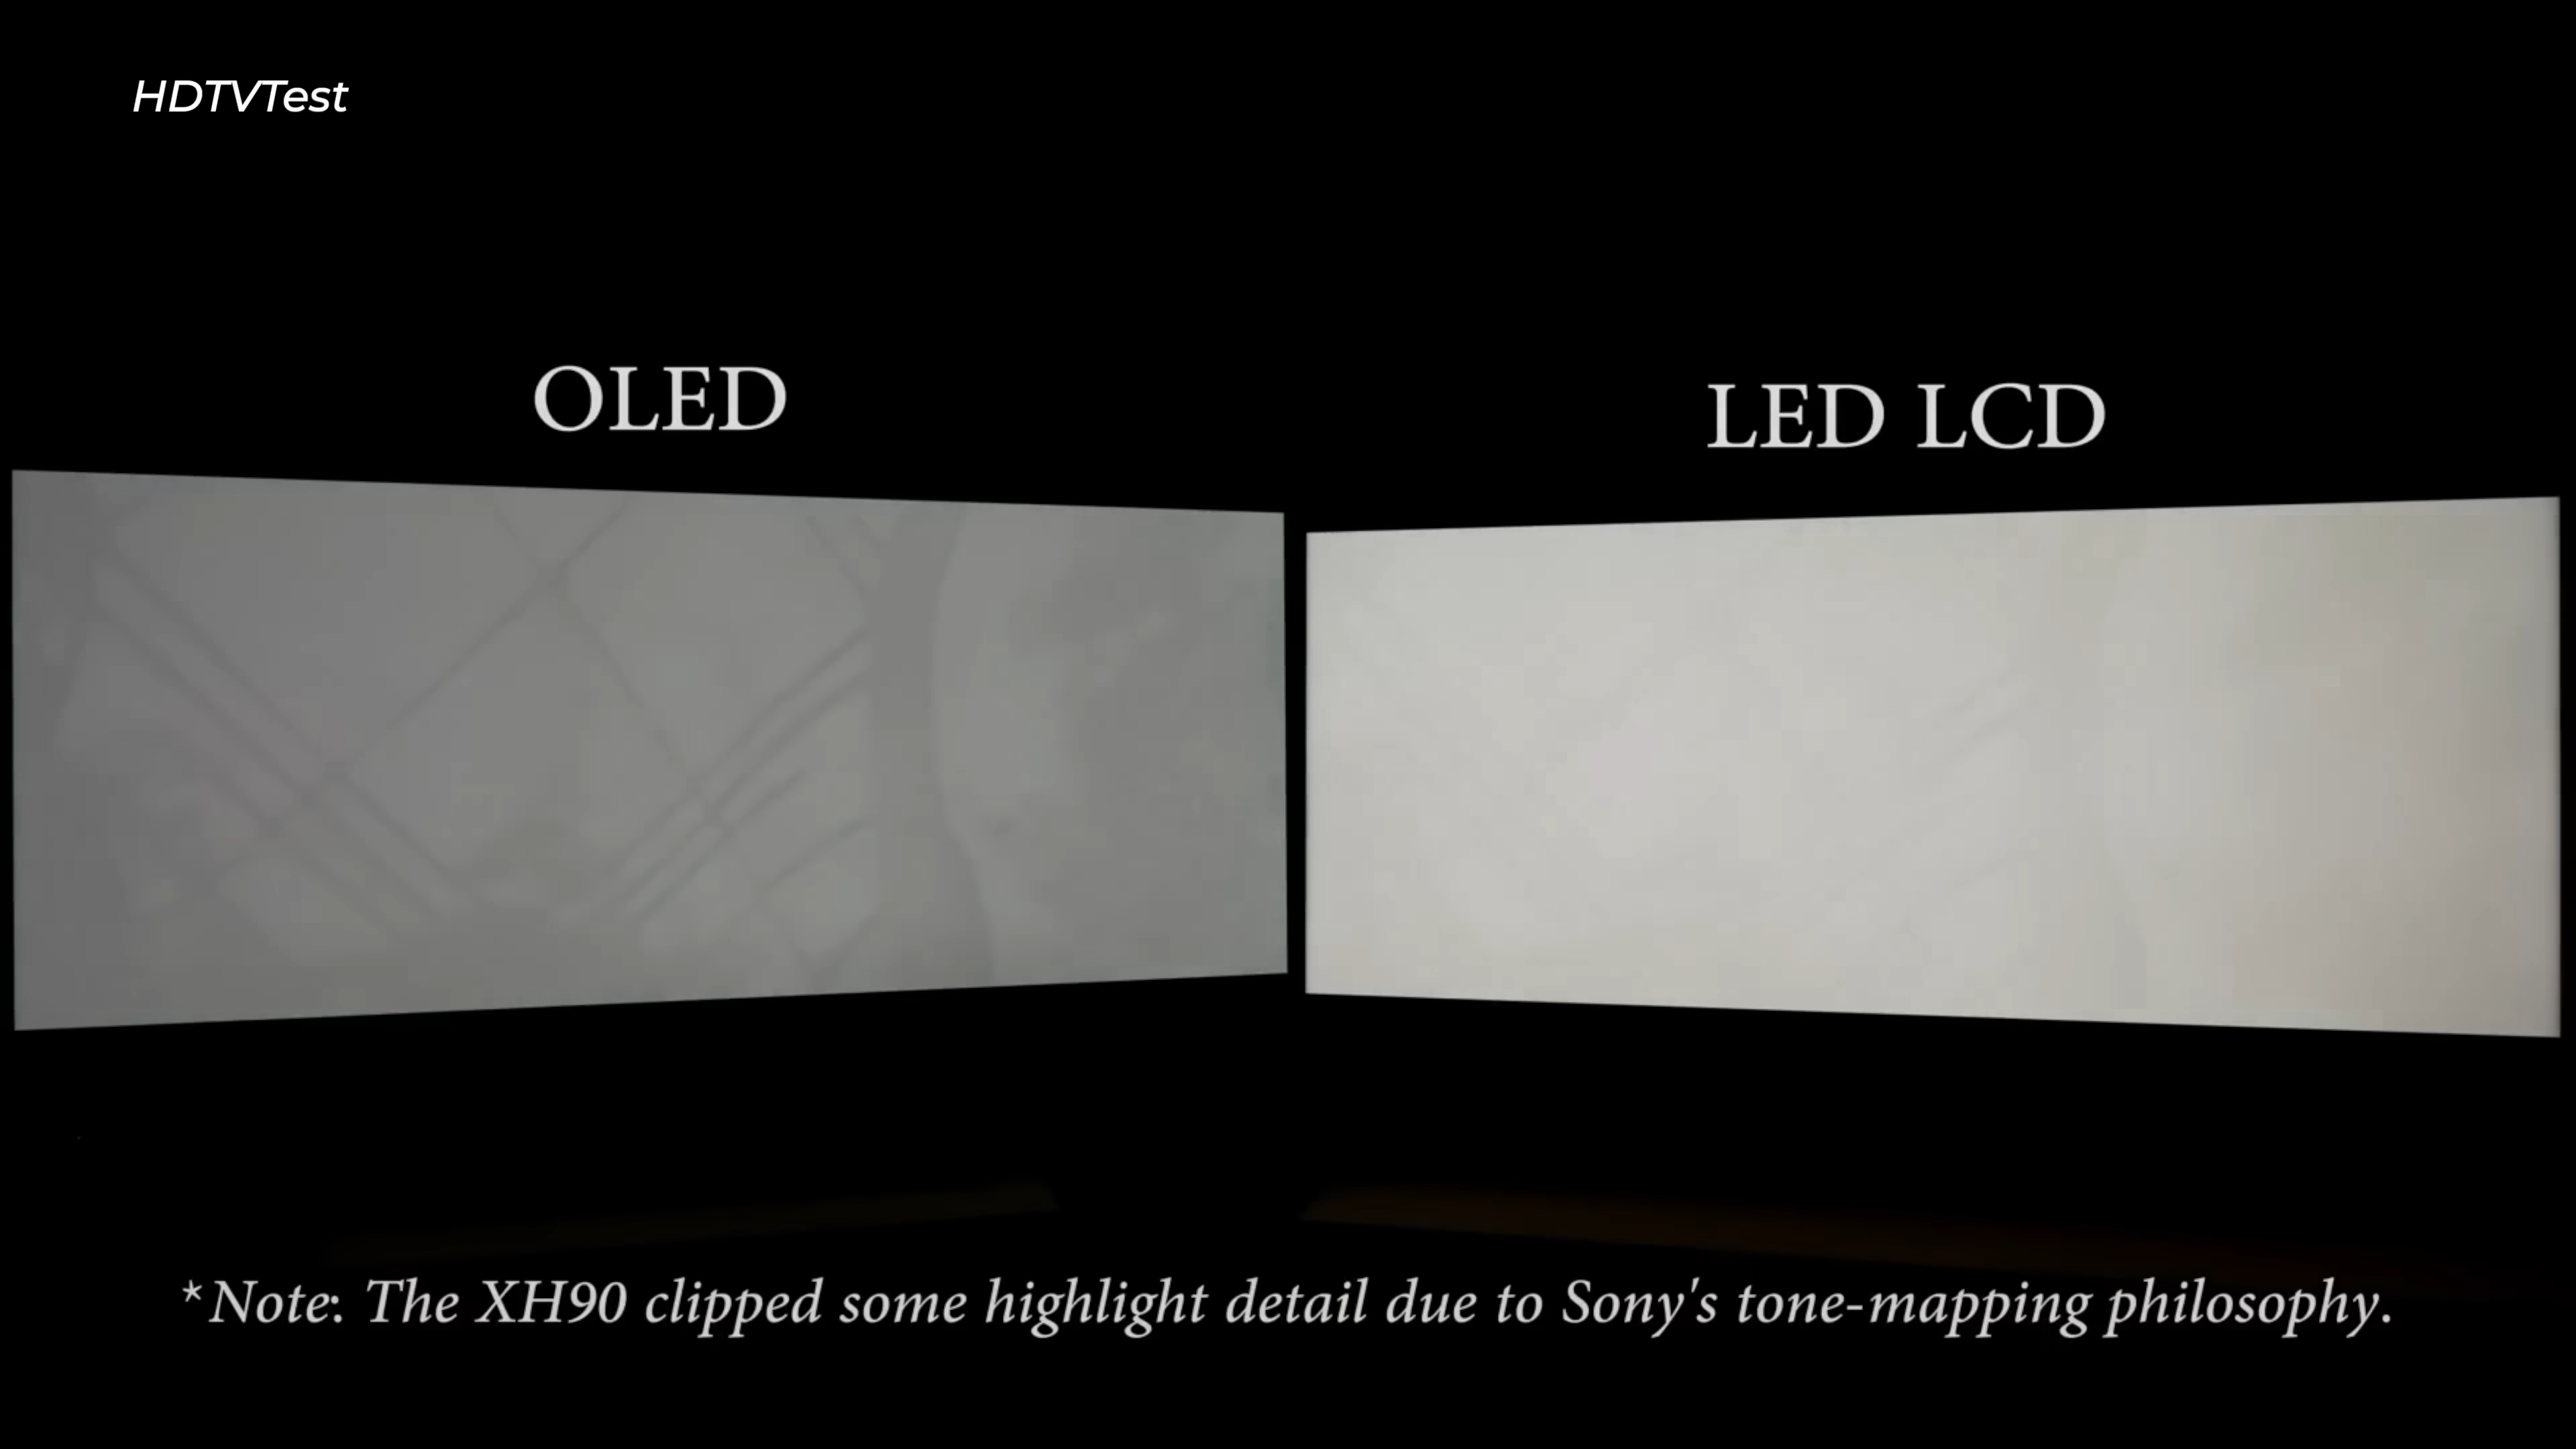 HDTVTest
OLED
LED LCD
*Note: The XH90 clipped some highlight detail due to Sony's tone-mapping philosophy.